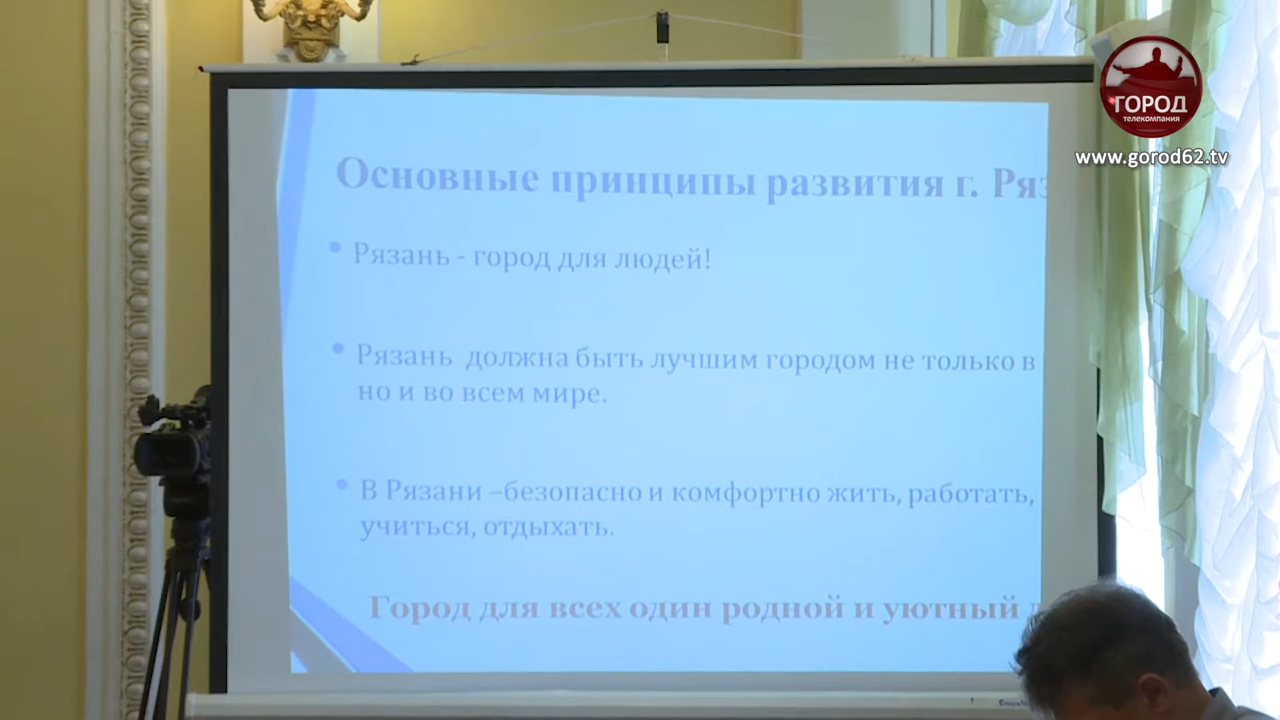 ГОРОД
телекомпания
www.gorod62.tv
Основные принципы развития г. Ряз
Рязань - город для людей!
Рязань должна быть лучшим городом не только в
но и во всем мире.
В Рязани –безопасно и комфортно жить, работать,
учиться, отдыхать.
Город для всех один родной и уютный